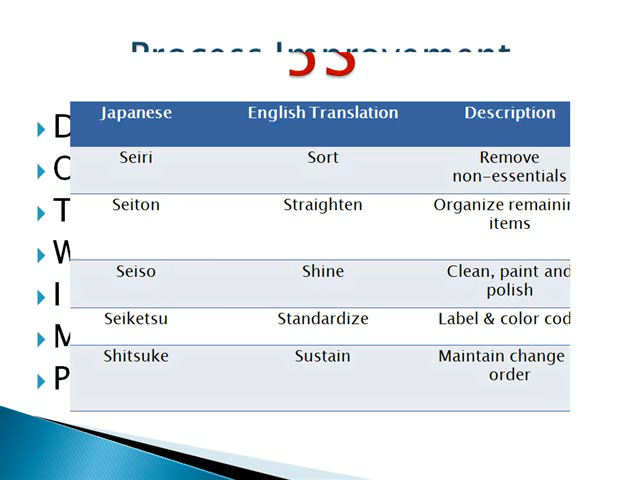 Process Improvement
5S
Japanese English Translation Description
Seiri Sort Remove
non-essentials
Seiton Straighten Organize remainin
items
Seiso Shine Clean, paint and
polish
Seiketsu Standardize Label & color cod
Shitsuke Sustain Maintain change
order
D
T
W
I
M
P